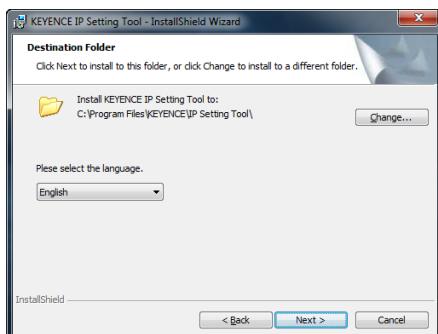 KEYENCE IP Setting Tool - InstallShield Wizard
Destination Folder
Click Next to install to this folder, or click Change to install to a different folder.
Install KEYENCE IP Setting Tool to:
C:\Program Files\KEYENCE\IP Setting Tool\
Change...
Plese select the language.
English
InstallShield
< Back
Next >
Cancel